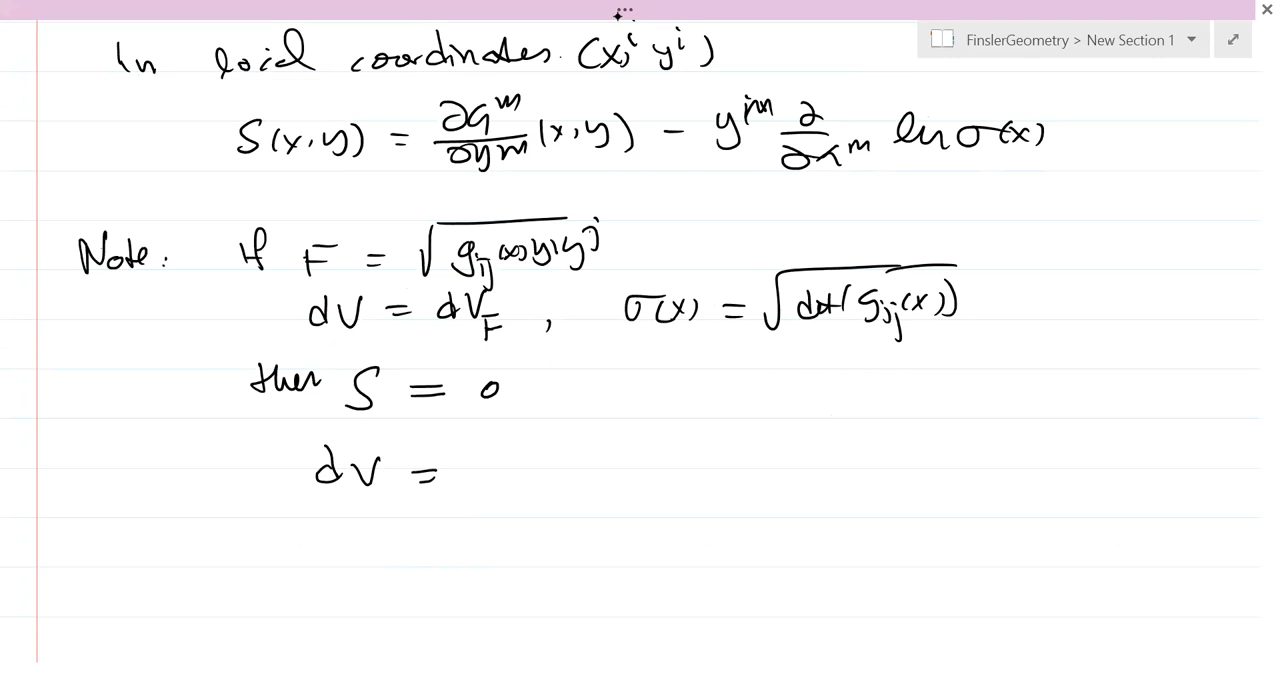 FinslerGeometry > New Section 1
In local coordinates. (x^i, y^i)
S(x,y) = ∂G^m/∂y^m (x,y) - y^m ∂/∂x^m ln σ(x)
Note: If F = √(g_ij(x) y^i y^j)
dV = dV_F , σ(x) = √(det(g_ij(x)))
then S = 0
dV =